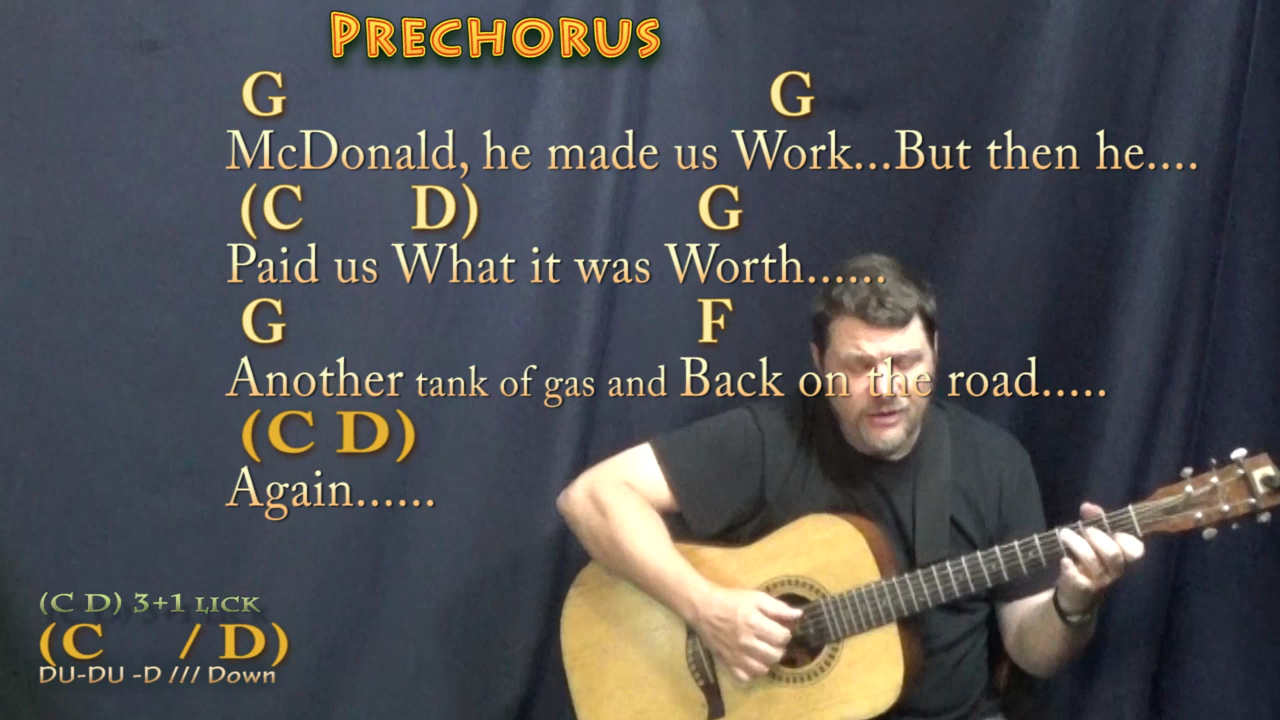 PRECHORUS
G G
McDonald, he made us Work...But then he....
(C D) G
Paid us What it was Worth......
G F
Another tank of gas and Back on the road.....
(C D)
Again......
(C D) 3+1 LICK
(C / D)
DU-DU -D /// Down